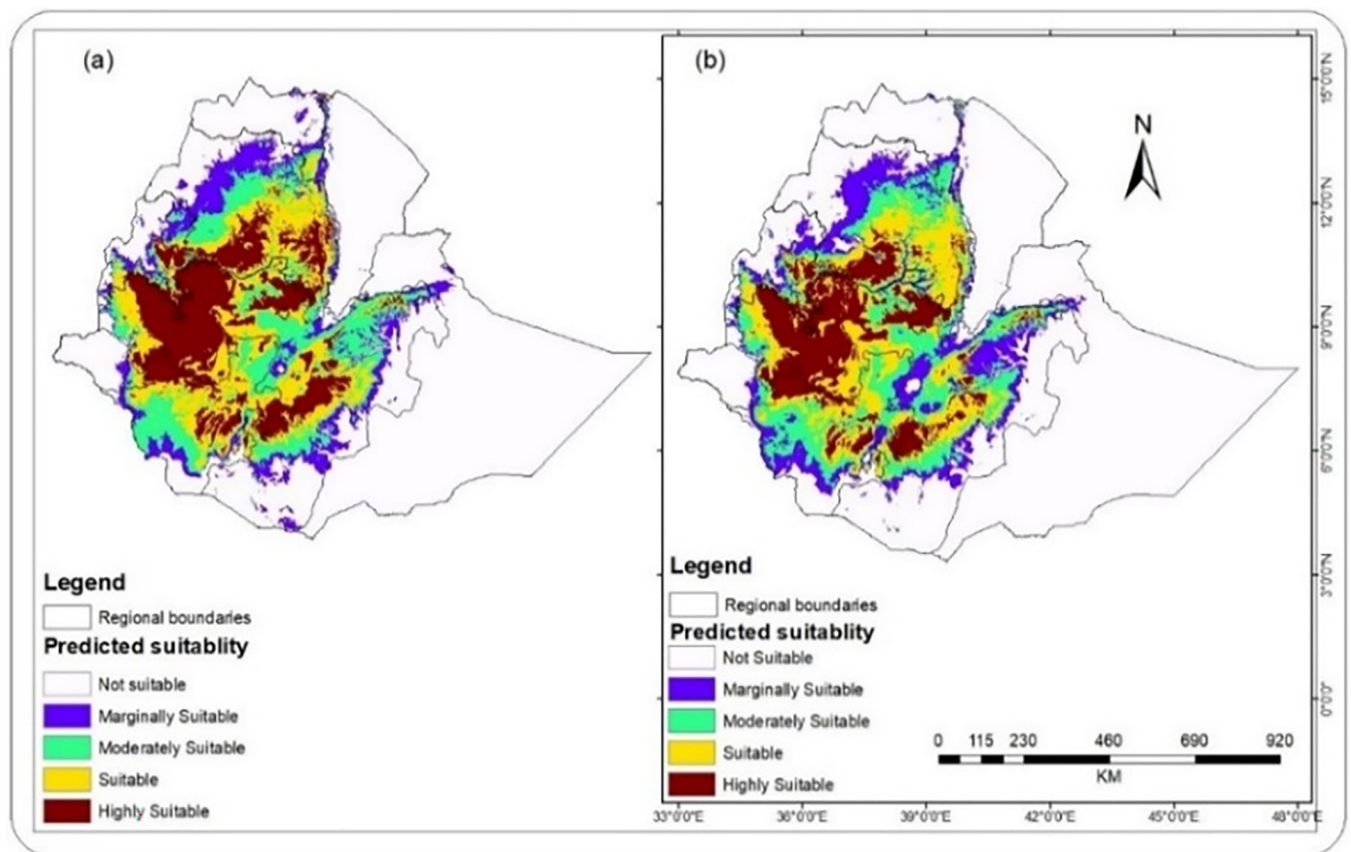 (a)
Legend
Regional boundaries
Predicted suitablity
Not suitable
Marginally Suitable
Moderately Suitable
Suitable
Highly Suitable
(b)
N
Legend
Regional boundaries
Predicted suitablity
Not Suitable
Marginally Suitable
Moderately Suitable
Suitable
Highly Suitable
0 115 230 460 690 920
KM
15°0'0"N
12°0'0"N
9°0'0"N
6°0'0"N
3°0'0"N
0°0'0"
33°0'0"E 36°0'0"E 39°0'0"E 42°0'0"E 45°0'0"E 48°0'0"E